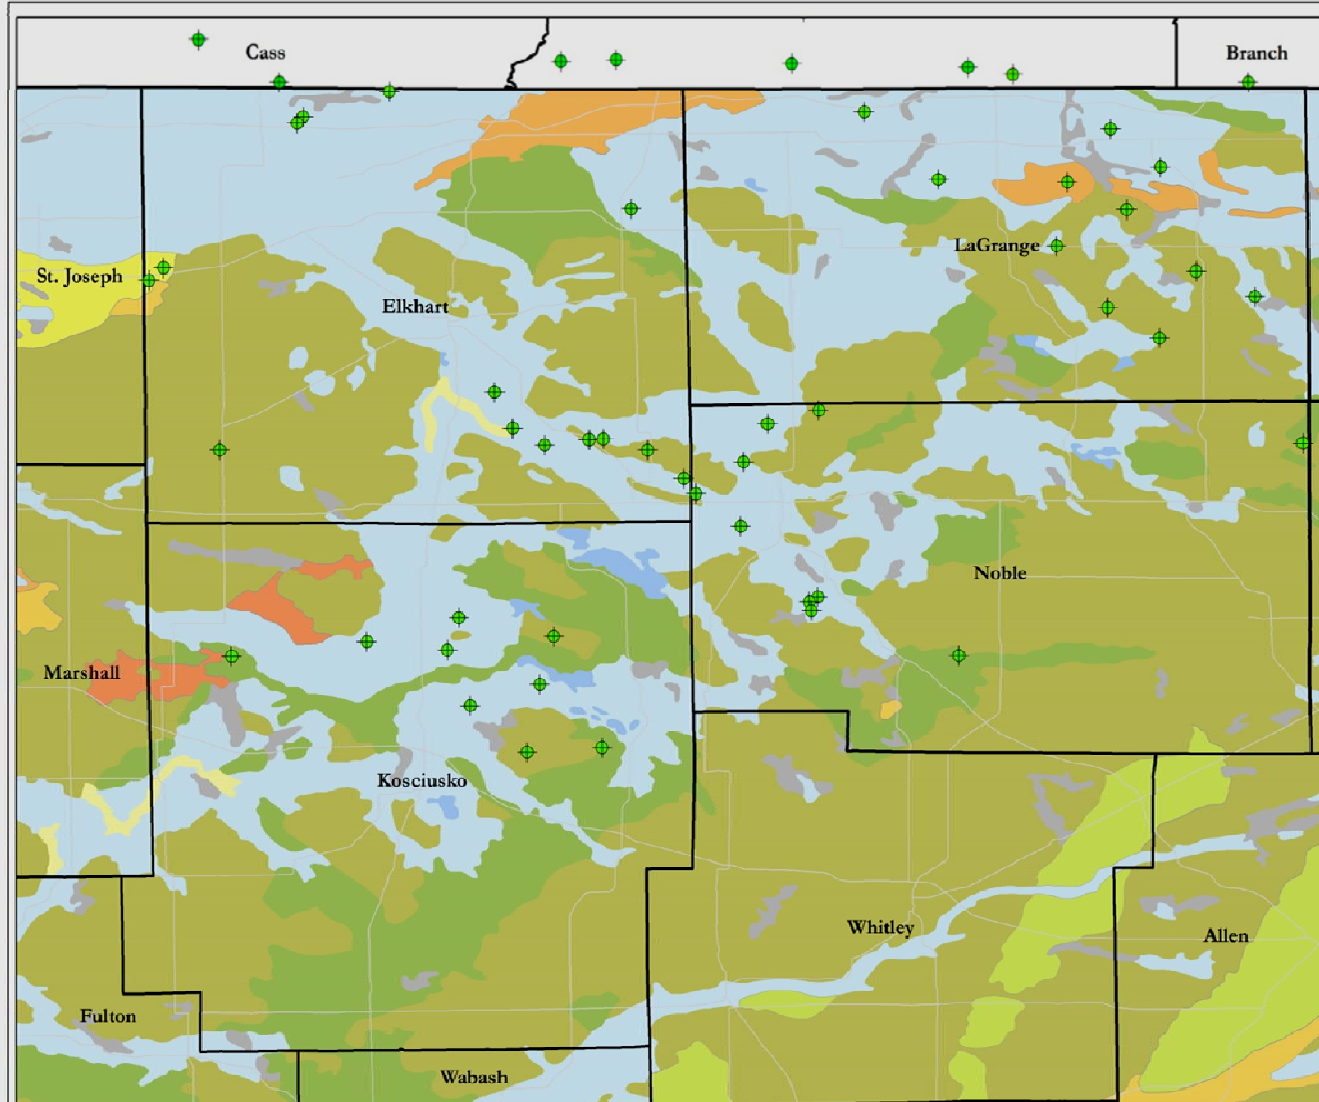 Cass
Branch
LaGrange
St. Joseph
Elkhart
Noble
Marshall
Kosciusko
Whitley
Allen
Fulton
Wabash